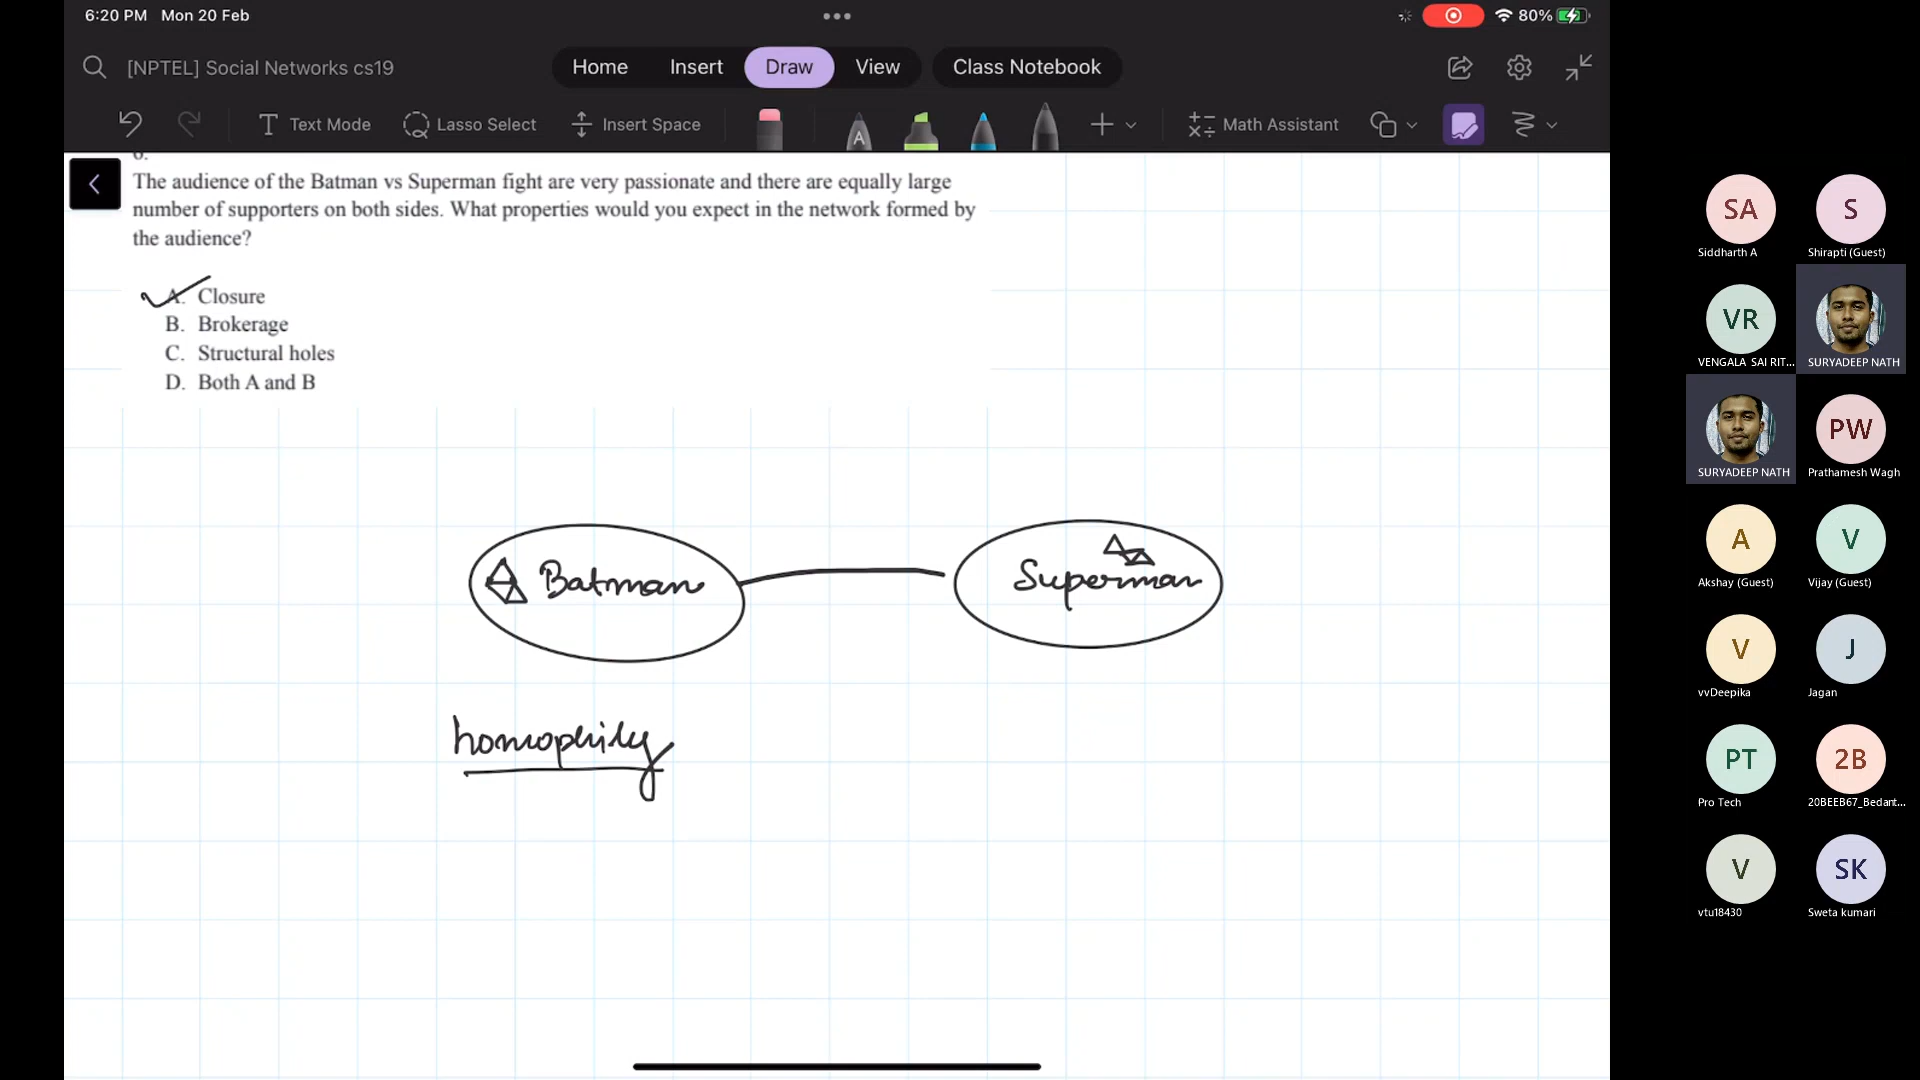 6:20 PM Mon 20 Feb
80%
[NPTEL] Social Networks cs19
Home Insert Draw View Class Notebook
Text Mode Lasso Select Insert Space A Math Assistant
6.
The audience of the Batman vs Superman fight are very passionate and there are equally large
number of supporters on both sides. What properties would you expect in the network formed by
the audience?
A. Closure
B. Brokerage
C. Structural holes
D. Both A and B
Batman
Superman
homophily
SA
Siddharth A
S
Shirapti (Guest)
VR
VENGALA SAI RIT...
SURYADEEP NATH
SURYADEEP NATH
PW
Prathamesh Wagh
A
Akshay (Guest)
V
Vijay (Guest)
V
vvDeepika
J
Jagan
PT
Pro Tech
2B
20BEEB67_Bedant...
V
vtu18430
SK
Sweta kumari